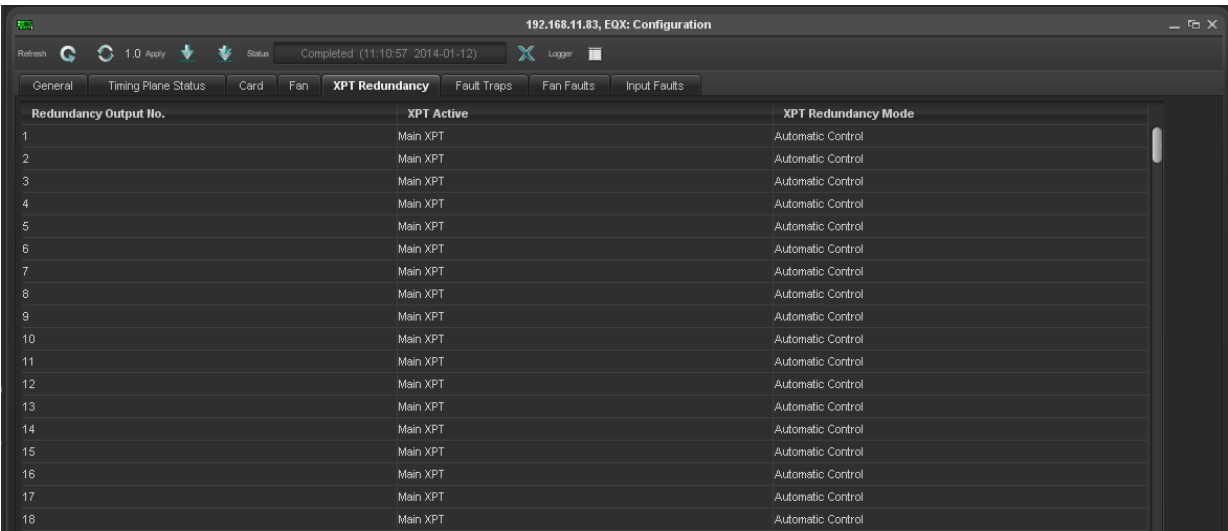 192.168.11.83, EQX: Configuration
Refresh 1.0 Apply Status Completed (11:10:57 2014-01-12) Logger
General Timing Plane Status Card Fan XPT Redundancy Fault Traps Fan Faults Input Faults
Redundancy Output No. XPT Active XPT Redundancy Mode
1 Main XPT Automatic Control
2 Main XPT Automatic Control
3 Main XPT Automatic Control
4 Main XPT Automatic Control
5 Main XPT Automatic Control
6 Main XPT Automatic Control
7 Main XPT Automatic Control
8 Main XPT Automatic Control
9 Main XPT Automatic Control
10 Main XPT Automatic Control
11 Main XPT Automatic Control
12 Main XPT Automatic Control
13 Main XPT Automatic Control
14 Main XPT Automatic Control
15 Main XPT Automatic Control
16 Main XPT Automatic Control
17 Main XPT Automatic Control
18 Main XPT Automatic Control